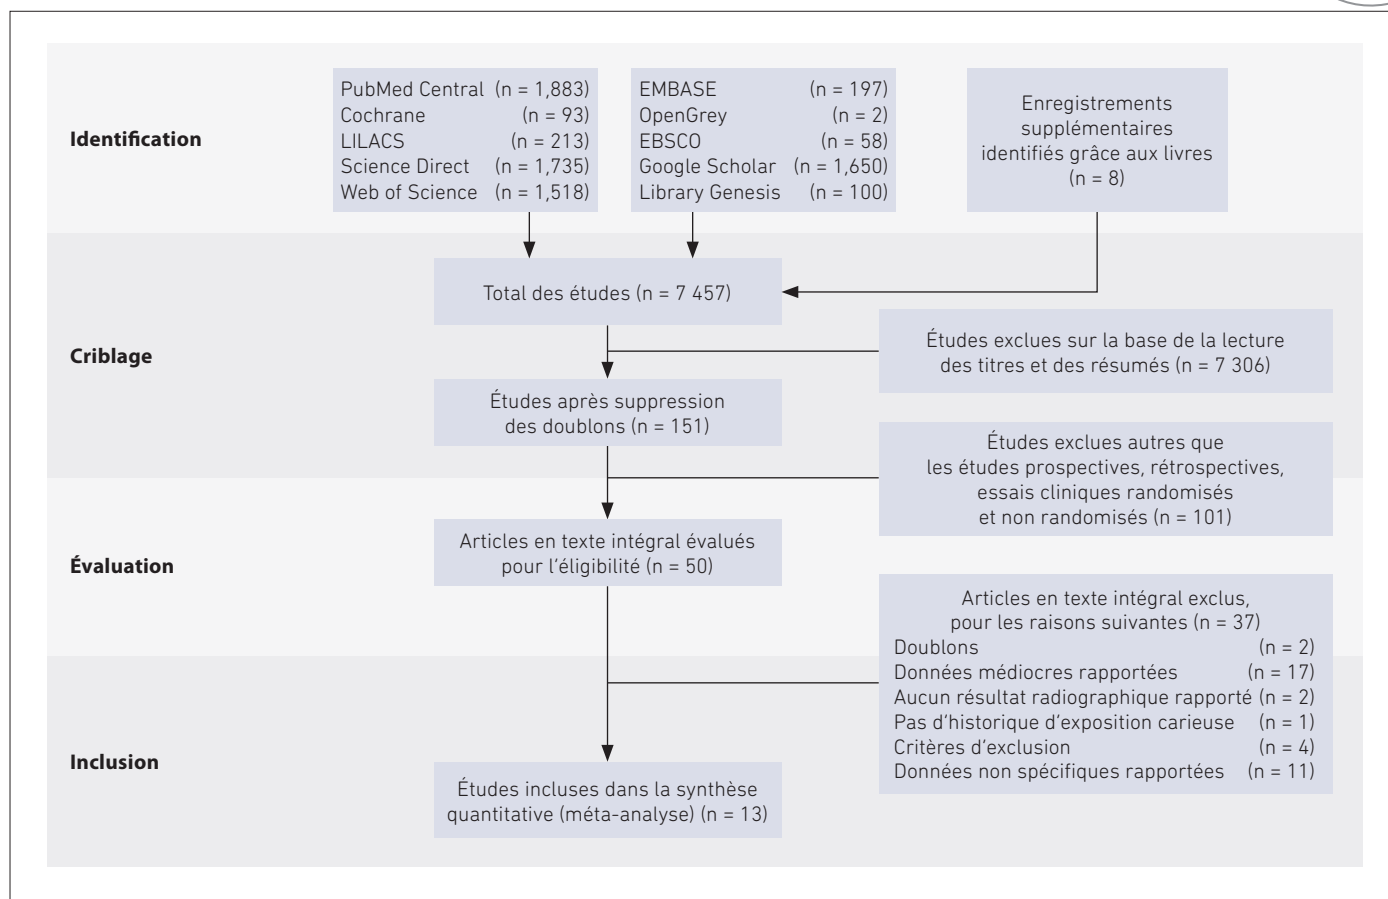 Identification
PubMed Central (n = 1,883)
Cochrane (n = 93)
LILACS (n = 213)
Science Direct (n = 1,735)
Web of Science (n = 1,518)
EMBASE (n = 197)
OpenGrey (n = 2)
EBSCO (n = 58)
Google Scholar (n = 1,650)
Library Genesis (n = 100)
Enregistrements
supplémentaires
identifiés grâce aux livres
(n = 8)
Criblage
Total des études (n = 7 457)
Études exclues sur la base de la lecture
des titres et des résumés (n = 7 306)
Études après suppression
des doublons (n = 151)
Études exclues autres que
les études prospectives, rétrospectives,
essais cliniques randomisés
et non randomisés (n = 101)
Évaluation
Articles en texte intégral évalués
pour l'éligibilité (n = 50)
Articles en texte intégral exclus,
pour les raisons suivantes (n = 37)
Doublons (n = 2)
Données médiocres rapportées (n = 17)
Aucun résultat radiographique rapporté (n = 2)
Pas d'historique d'exposition carieuse (n = 1)
Critères d'exclusion (n = 4)
Données non spécifiques rapportées (n = 11)
Inclusion
Études incluses dans la synthèse
quantitative (méta-analyse) (n = 13)